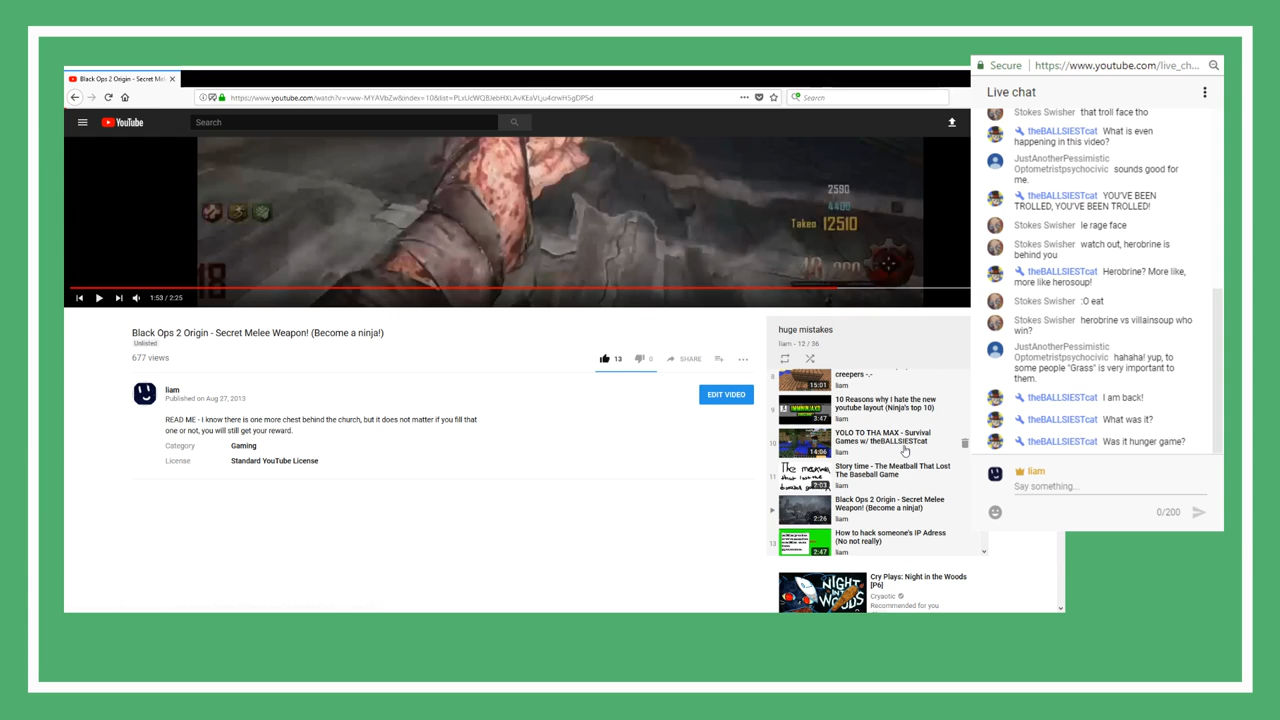 Black Ops 2 Origin - Secret Mel
Search
YouTube
Search
2590
4400
Takeo 12510
18
1:53 / 2:25
Black Ops 2 Origin - Secret Melee Weapon! (Become a ninja!)
Unlisted
677 views
13
0
SHARE
liam
Published on Aug 27, 2013
EDIT VIDEO
READ ME - I know there is one more chest behind the church, but it does not matter if you fill that
one or not, you will still get your reward.
Category Gaming
License Standard YouTube License
huge mistakes
liam - 12 / 36
8
creepers -.-
15:01
liam
9
10 Reasons why I hate the new
youtube layout (Ninja's top 10)
3:47
liam
10
YOLO TO THA MAX - Survival
Games w/ theBALLSIESTcat
14:06
liam
11
Story time - The Meatball That Lost
The Baseball Game
2:03
liam
Black Ops 2 Origin - Secret Melee
Weapon! (Become a ninja!)
2:26
liam
13
How to hack someone's IP Adress
(No not really)
2:47
liam
NIGHT IN THE WOODS
Cry Plays: Night in the Woods
[P6]
Cryaotic
Recommended for you
Secure https://www.youtube.com/live_ch...
Live chat
Stokes Swisher that troll face tho
theBALLSIESTcat What is even
happening in this video?
JustAnotherPessimistic
Optometristpsychocivic sounds good for
me.
theBALLSIESTcat YOU'VE BEEN
TROLLED, YOU'VE BEEN TROLLED!
Stokes Swisher le rage face
Stokes Swisher watch out, herobrine is
behind you
theBALLSIESTcat Herobrine? More like,
more like herosoup!
Stokes Swisher :O eat
Stokes Swisher herobrine vs villainsoup who
win?
JustAnotherPessimistic
Optometristpsychocivic hahaha! yup, to
some people "Grass" is very important to
them.
theBALLSIESTcat I am back!
theBALLSIESTcat What was it?
theBALLSIESTcat Was it hunger game?
liam
Say something...
0/200